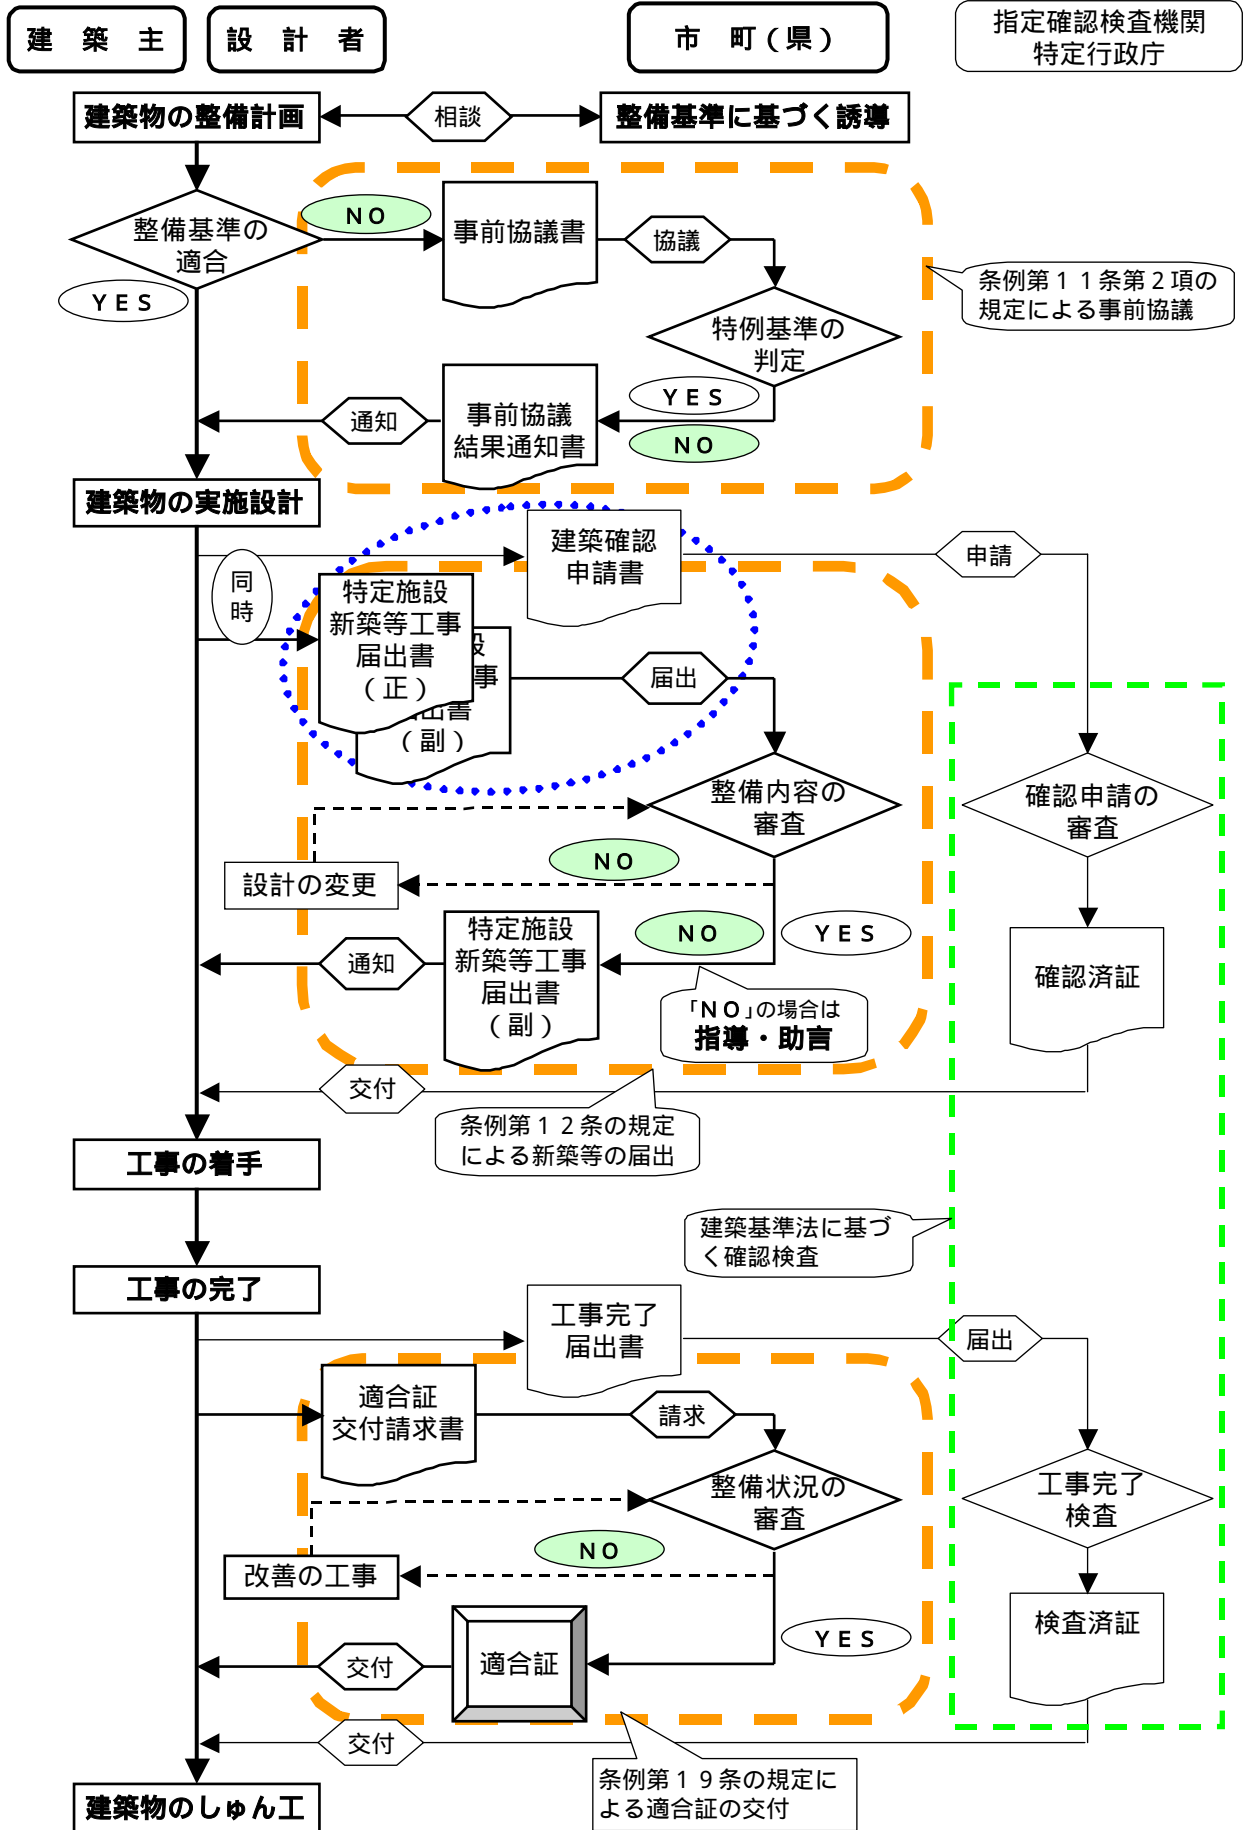 建築主
設計者
市町(県)
指定確認検査機関
特定行政庁
建築物の整備計画
相談
整備基準に基づく誘導
整備基準の
適合
NO
YES
事前協議書
協議
条例第11条第2項の
規定による事前協議
特例基準の
判定
YES
NO
事前協議
結果通知書
通知
建築物の実施設計
同
時
建築確認
申請書
申請
特定施設
新築等工事
届出書
(正)
設
事
届出書
(副)
届出
整備内容の
審査
確認申請の
審査
NO
設計の変更
NO
YES
特定施設
新築等工事
届出書
(副)
通知
「NO」の場合は
指導・助言
確認済証
交付
条例第12条の規定
による新築等の届出
工事の着手
建築基準法に基づ
く確認検査
工事の完了
工事完了
届出書
届出
適合証
交付請求書
請求
整備状況の
審査
工事完了
検査
NO
改善の工事
YES
検査済証
適合証
交付
交付
条例第19条の規定に
よる適合証の交付
建築物のしゅん工